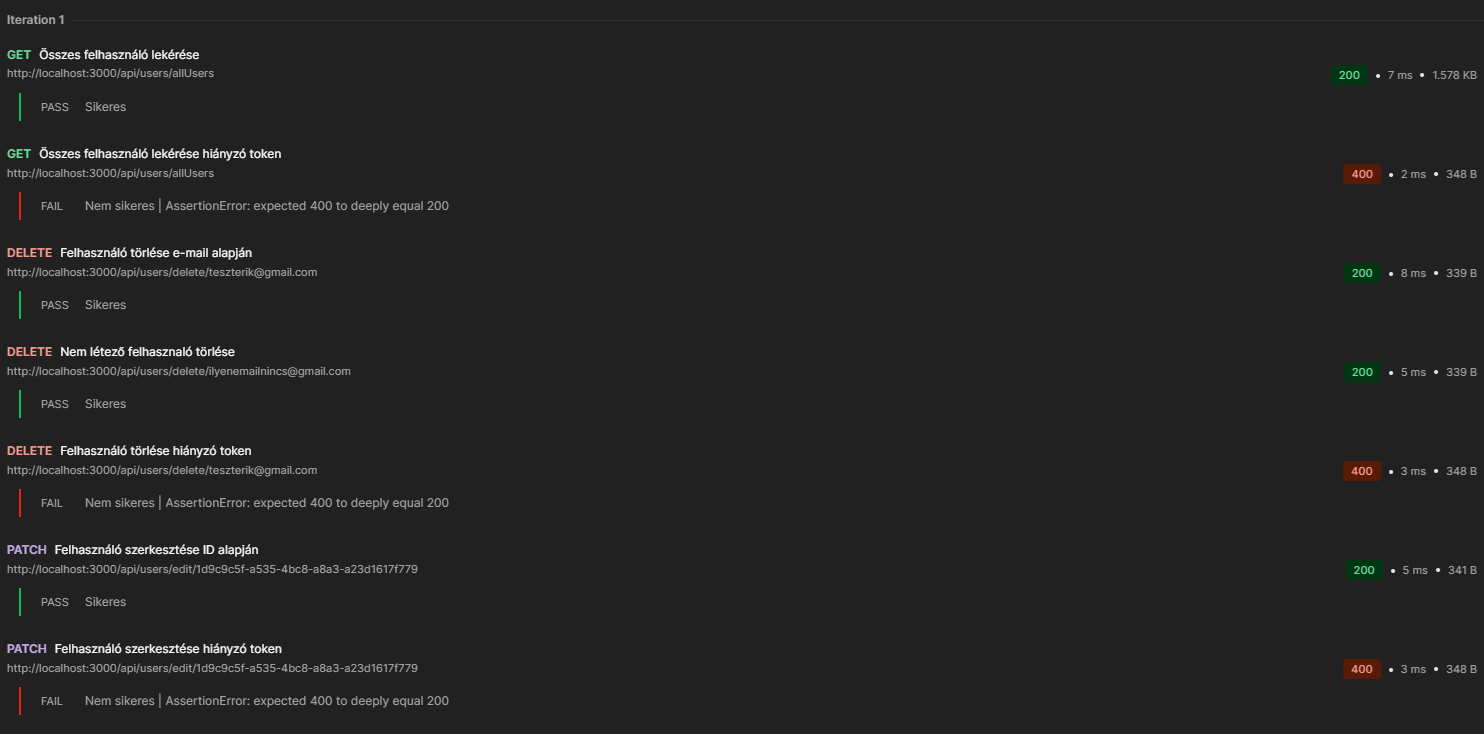 Iteration 1
GET Összes felhasználó lekérése
http://localhost:3000/api/users/allUsers
200 • 7 ms • 1.578 KB
PASS Sikeres
GET Összes felhasználó lekérése hiányzó token
http://localhost:3000/api/users/allUsers
400 • 2 ms • 348 B
FAIL Nem sikeres | AssertionError: expected 400 to deeply equal 200
DELETE Felhasználó törlése e-mail alapján
http://localhost:3000/api/users/delete/teszterik@gmail.com
200 • 8 ms • 339 B
PASS Sikeres
DELETE Nem létező felhasznaló törlése
http://localhost:3000/api/users/delete/ilyenemailnincs@gmail.com
200 • 5 ms • 339 B
PASS Sikeres
DELETE Felhasználó törlése hiányzó token
http://localhost:3000/api/users/delete/teszterik@gmail.com
400 • 3 ms • 348 B
FAIL Nem sikeres | AssertionError: expected 400 to deeply equal 200
PATCH Felhasználó szerkesztése ID alapján
http://localhost:3000/api/users/edit/1d9c9c5f-a535-4bc8-a8a3-a23d1617f779
200 • 5 ms • 341 B
PASS Sikeres
PATCH Felhasználó szerkesztése hiányzó token
http://localhost:3000/api/users/edit/1d9c9c5f-a535-4bc8-a8a3-a23d1617f779
400 • 3 ms • 348 B
FAIL Nem sikeres | AssertionError: expected 400 to deeply equal 200